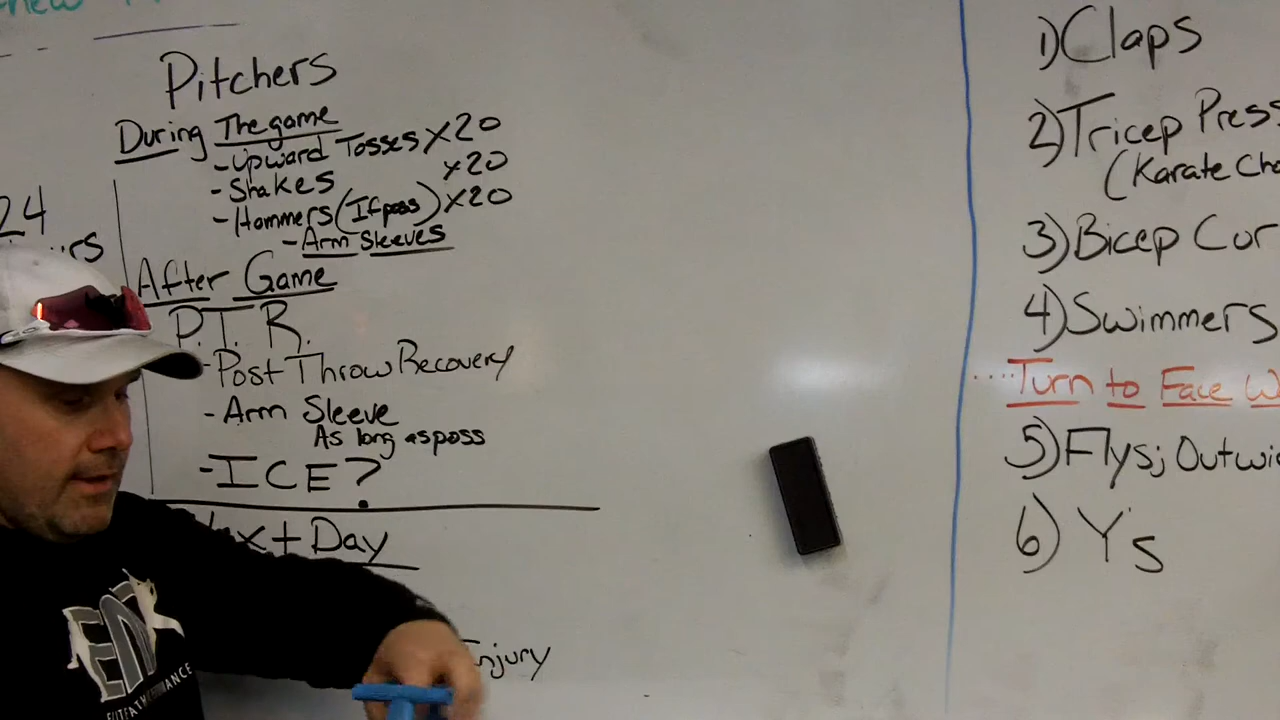 Pitchers
During The game
- Upward Tosses x20
- Shakes x20
- Hammers (If poss) x20
- Arm Sleeves
After Game
P.T.R.
- Post Throw Recovery
- Arm Sleeve
As long as poss
- ICE?
Day
Injury
24
1) Claps
2) Tricep Press
(Karate
3) Bicep
4) Swimmers
....Turn to Face
5) Flys;
6) Y's